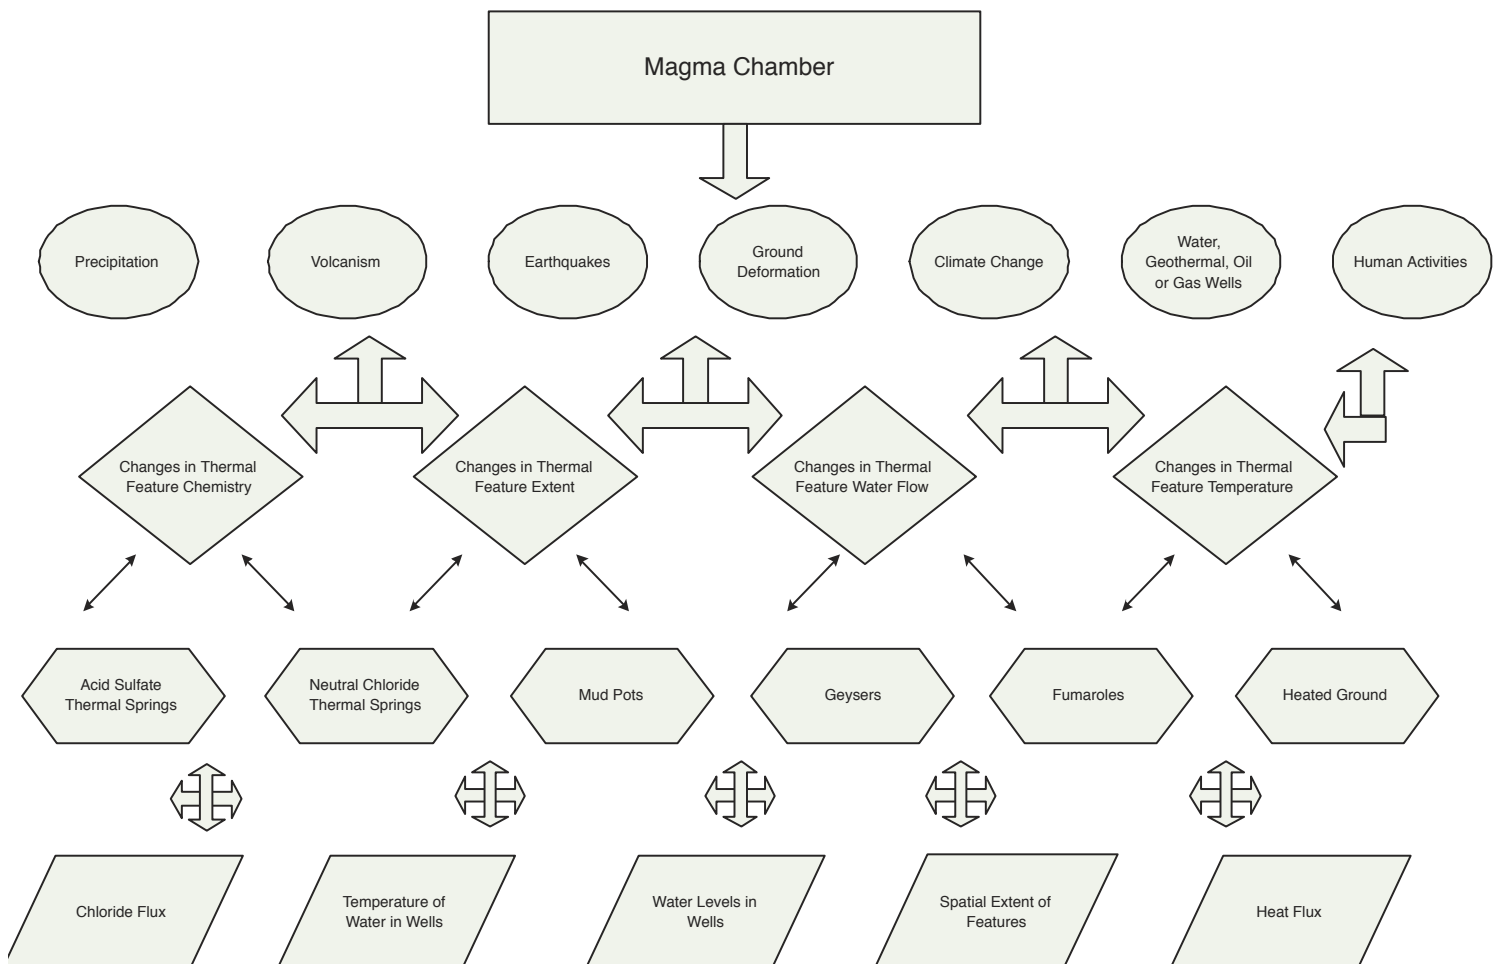 Magma Chamber
Precipitation
Volcanism
Earthquakes
Ground
Deformation
Climate Change
Water,
Geothermal, Oil
or Gas Wells
Human Activities
Changes in Thermal
Feature Chemistry
Changes in Thermal
Feature Extent
Changes in Thermal
Feature Water Flow
Changes in Thermal
Feature Temperature
Acid Sulfate
Thermal Springs
Neutral Chloride
Thermal Springs
Mud Pots
Geysers
Fumaroles
Heated Ground
Chloride Flux
Temperature of
Water in Wells
Water Levels in
Wells
Spatial Extent of
Features
Heat Flux